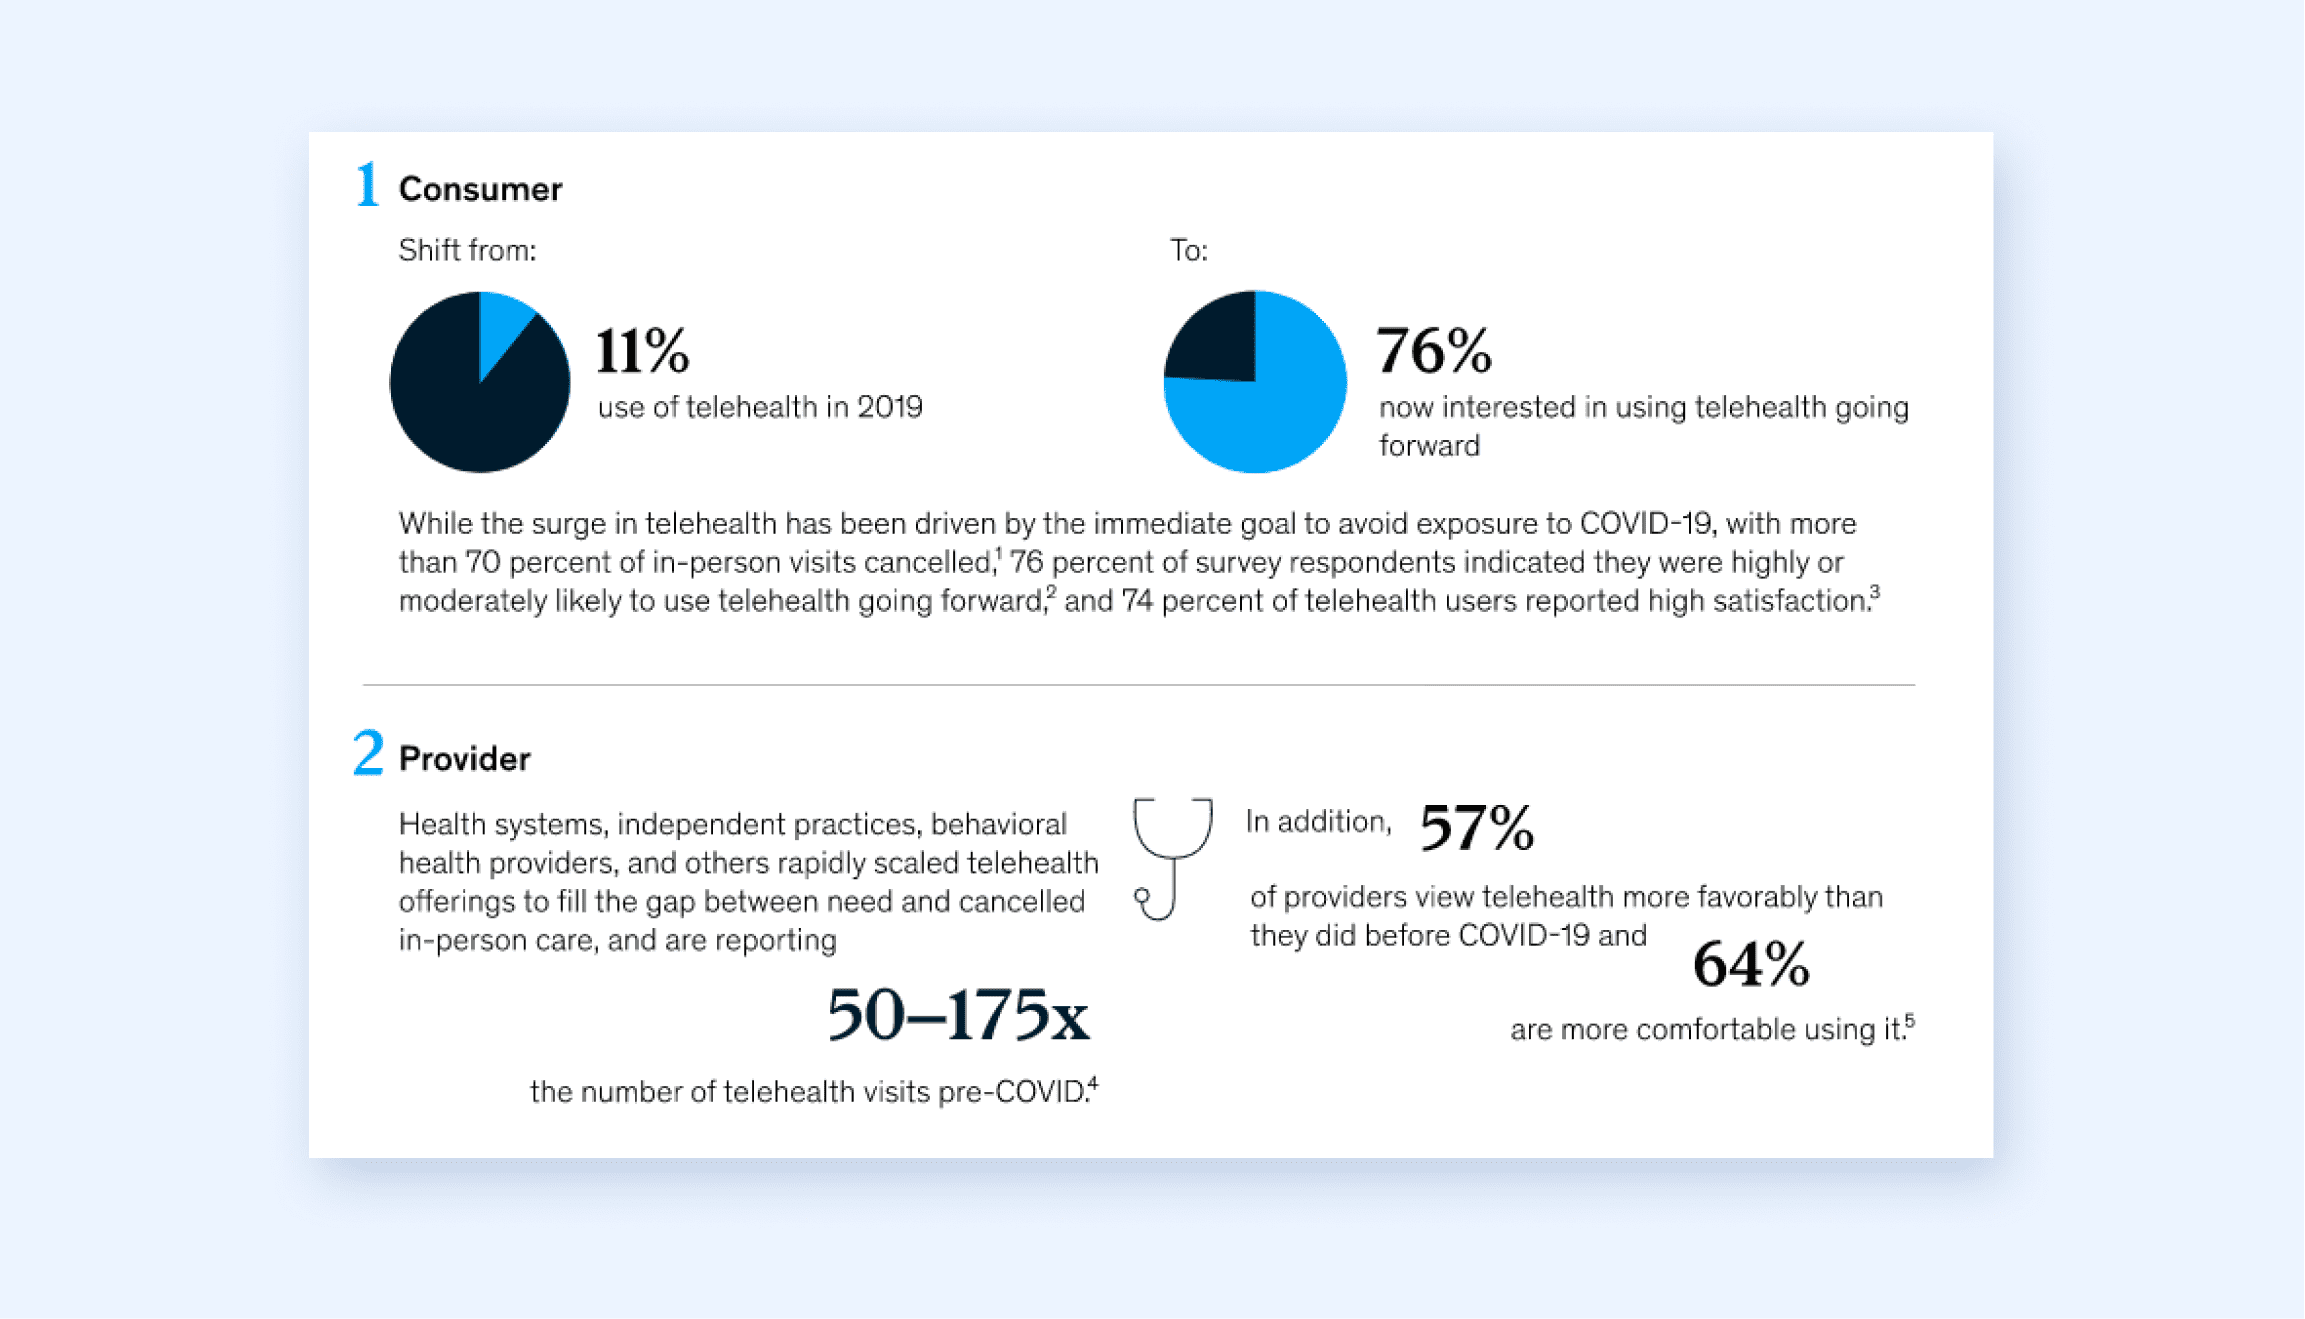 1 Consumer
Shift from:
11%
use of telehealth in 2019
To:
76%
now interested in using telehealth going
forward
While the surge in telehealth has been driven by the immediate goal to avoid exposure to COVID-19, with more
than 70 percent of in-person visits cancelled,¹ 76 percent of survey respondents indicated they were highly or
moderately likely to use telehealth going forward,² and 74 percent of telehealth users reported high satisfaction.³
2 Provider
Health systems, independent practices, behavioral
health providers, and others rapidly scaled telehealth
offerings to fill the gap between need and cancelled
in-person care, and are reporting
50–175x
the number of telehealth visits pre-COVID.⁴
In addition, 57%
of providers view telehealth more favorably than
they did before COVID-19 and
64%
are more comfortable using it.⁵